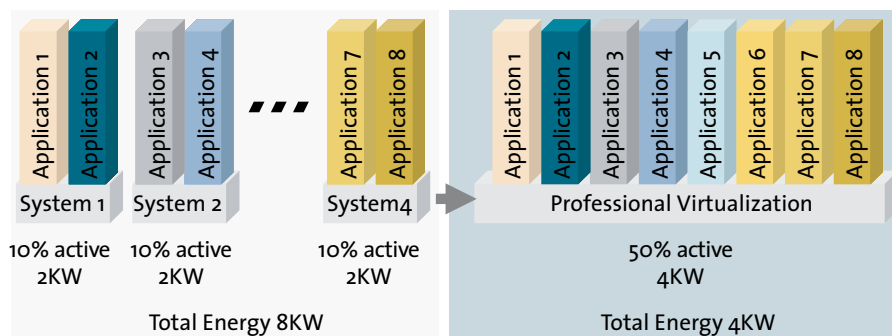 Application 1
Application 2
Application 3
Application 4
Application 7
Application 8
System 1
System 2
System4
10% active
2KW
10% active
2KW
10% active
2KW
Total Energy 8KW
Application 1
Application 2
Application 3
Application 4
Application 5
Application 6
Application 7
Application 8
Professional Virtualization
50% active
4KW
Total Energy 4KW